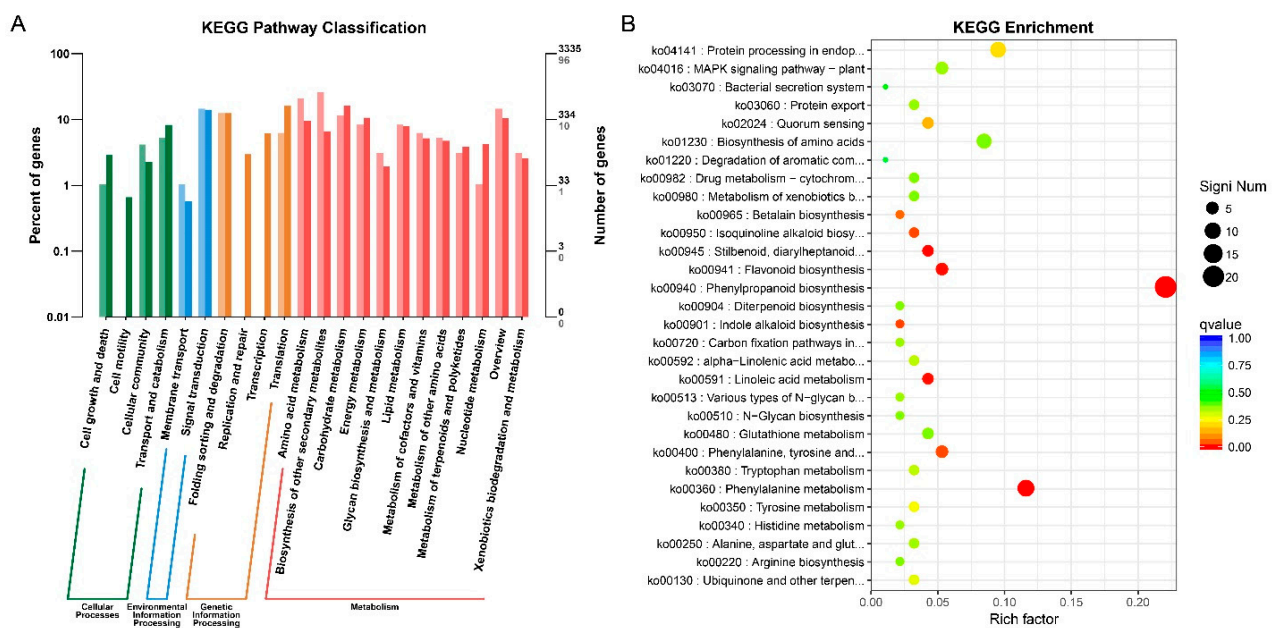 A
KEGG Pathway Classification
Percent of genes
100
10
1
0.1
0.01
3335
96
334
10
33
1
3
0
0
0
Number of genes
Cell growth and death
Cell motility
Cellular community
Transport and catabolism
Membrane transport
Signal transduction
Folding sorting and degradation
Replication and repair
Transcription
Translation
Amino acid metabolism
Biosynthesis of other secondary metabolites
Carbohydrate metabolism
Energy metabolism
Glycan biosynthesis and metabolism
Lipid metabolism
Metabolism of cofactors and vitamins
Metabolism of other amino acids
Metabolism of terpenoids and polyketides
Nucleotide metabolism
Overview
Xenobiotics biodegradation and metabolism
Cellular
Processes
Environmental
Information
Processing
Genetic
Information
Processing
Metabolism
B
KEGG Enrichment
ko04141 : Protein processing in endop...
ko04016 : MAPK signaling pathway − plant
ko03070 : Bacterial secretion system
ko03060 : Protein export
ko02024 : Quorum sensing
ko01230 : Biosynthesis of amino acids
ko01220 : Degradation of aromatic com...
ko00982 : Drug metabolism − cytochrom...
ko00980 : Metabolism of xenobiotics b...
ko00965 : Betalain biosynthesis
ko00950 : Isoquinoline alkaloid biosy...
ko00945 : Stilbenoid, diarylheptanoid...
ko00941 : Flavonoid biosynthesis
ko00940 : Phenylpropanoid biosynthesis
ko00904 : Diterpenoid biosynthesis
ko00901 : Indole alkaloid biosynthesis
ko00720 : Carbon fixation pathways in...
ko00592 : alpha−Linolenic acid metabo...
ko00591 : Linoleic acid metabolism
ko00513 : Various types of N−glycan b...
ko00510 : N−Glycan biosynthesis
ko00480 : Glutathione metabolism
ko00400 : Phenylalanine, tyrosine and...
ko00380 : Tryptophan metabolism
ko00360 : Phenylalanine metabolism
ko00350 : Tyrosine metabolism
ko00340 : Histidine metabolism
ko00250 : Alanine, aspartate and glut...
ko00220 : Arginine biosynthesis
ko00130 : Ubiquinone and other terpen...
0.00
0.05
0.10
0.15
0.20
Rich factor
Signi Num
5
10
15
20
qvalue
1.00
0.75
0.50
0.25
0.00